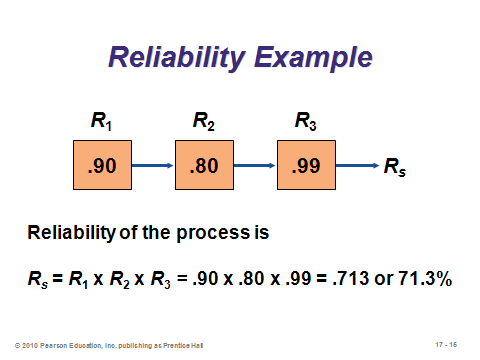 Reliability Example
R1 R2 R3
.90 .80 .99 Rs
Reliability of the process is
Rs = R1 x R2 x R3 = .90 x .80 x .99 = .713 or 71.3%
© 2010 Pearson Education, Inc. publishing as Prentice Hall 17 - 16